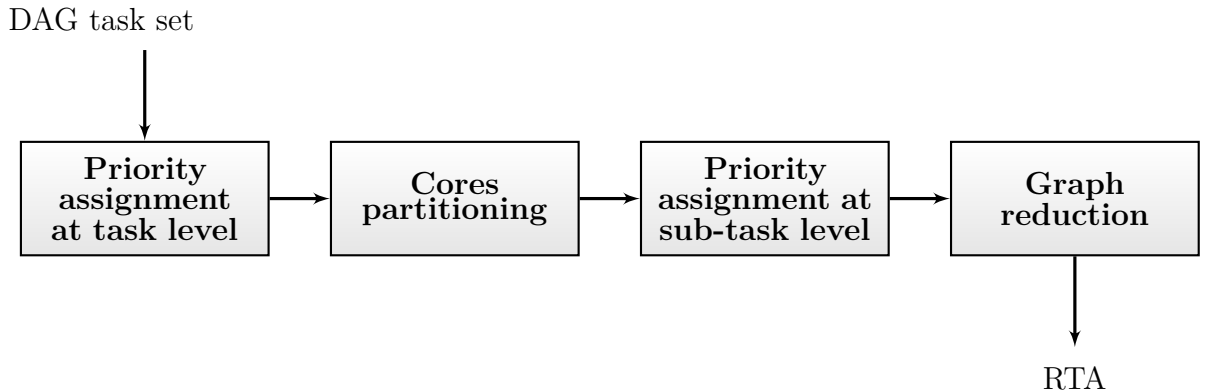 DAG task set
Priority
assignment
at task level
Cores
partitioning
Priority
assignment at
sub-task level
Graph
reduction
RTA